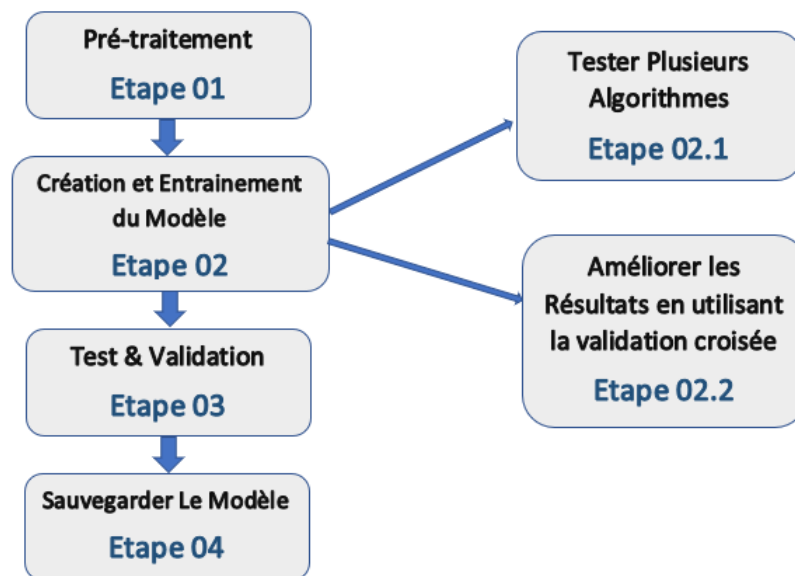 Pré-traitement
Etape 01
Création et Entrainement
du Modèle
Etape 02
Test & Validation
Etape 03
Sauvegarder Le Modèle
Etape 04
Tester Plusieurs
Algorithmes
Etape 02.1
Améliorer les
Résultats en utilisant
la validation croisée
Etape 02.2